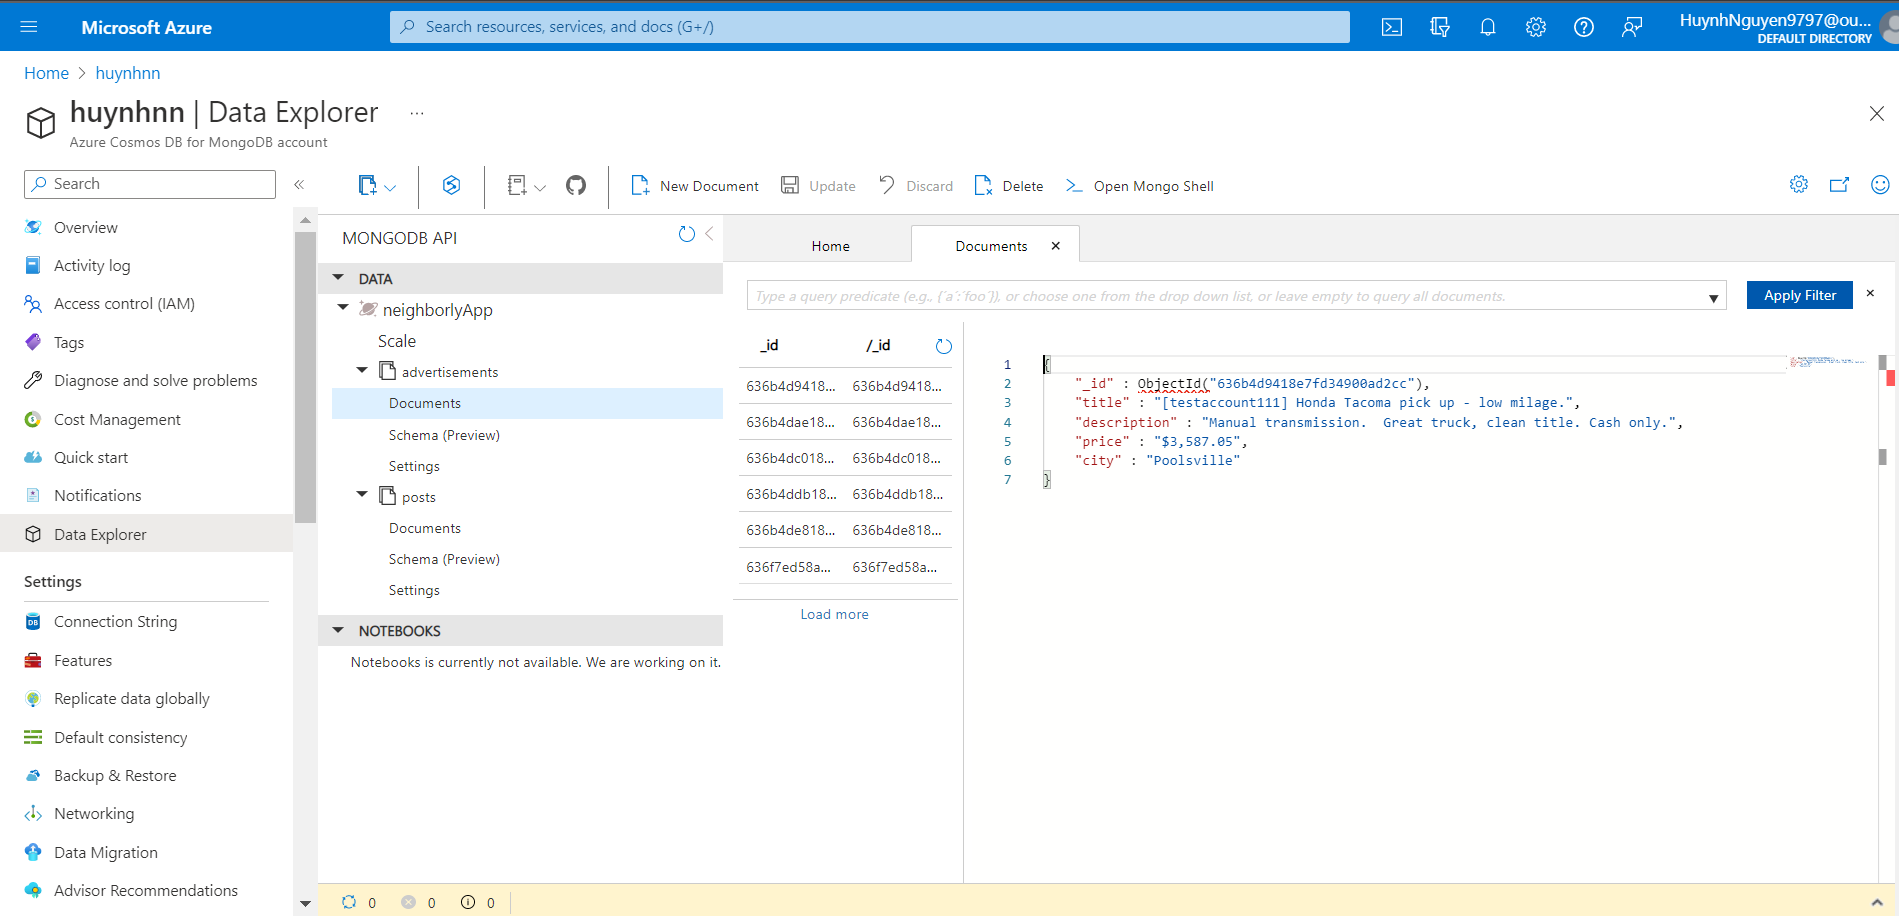 Microsoft Azure
Search resources, services, and docs (G+/)
HuynhNguyen9797@ou...
DEFAULT DIRECTORY
Home > huynhnn
huynhnn | Data Explorer ...
Azure Cosmos DB for MongoDB account
Search
«
New Document
Update
Discard
Delete
Open Mongo Shell
Overview
Activity log
Access control (IAM)
Tags
Diagnose and solve problems
Cost Management
Quick start
Notifications
Data Explorer
Settings
Connection String
Features
Replicate data globally
Default consistency
Backup & Restore
Networking
Data Migration
Advisor Recommendations
MONGODB API
DATA
neighborlyApp
Scale
advertisements
Documents
Schema (Preview)
Settings
posts
Documents
Schema (Preview)
Settings
NOTEBOOKS
Notebooks is currently not available. We are working on it.
Home
Documents
Type a query predicate (e.g., {´a´:´foo´}), or choose one from the drop down list, or leave empty to query all documents.
Apply Filter
_id /_id
636b4d9418... 636b4d9418...
636b4dae18... 636b4dae18...
636b4dc018... 636b4dc018...
636b4ddb18... 636b4ddb18...
636b4de818... 636b4de818...
636f7ed58a... 636f7ed58a...
Load more
1 {
2 "_id" : ObjectId("636b4d9418e7fd34900ad2cc"),
3 "title" : "[testaccount111] Honda Tacoma pick up - low milage.",
4 "description" : "Manual transmission.  Great truck, clean title. Cash only.",
5 "price" : "$3,587.05",
6 "city" : "Poolsville"
7 }
0 0 0